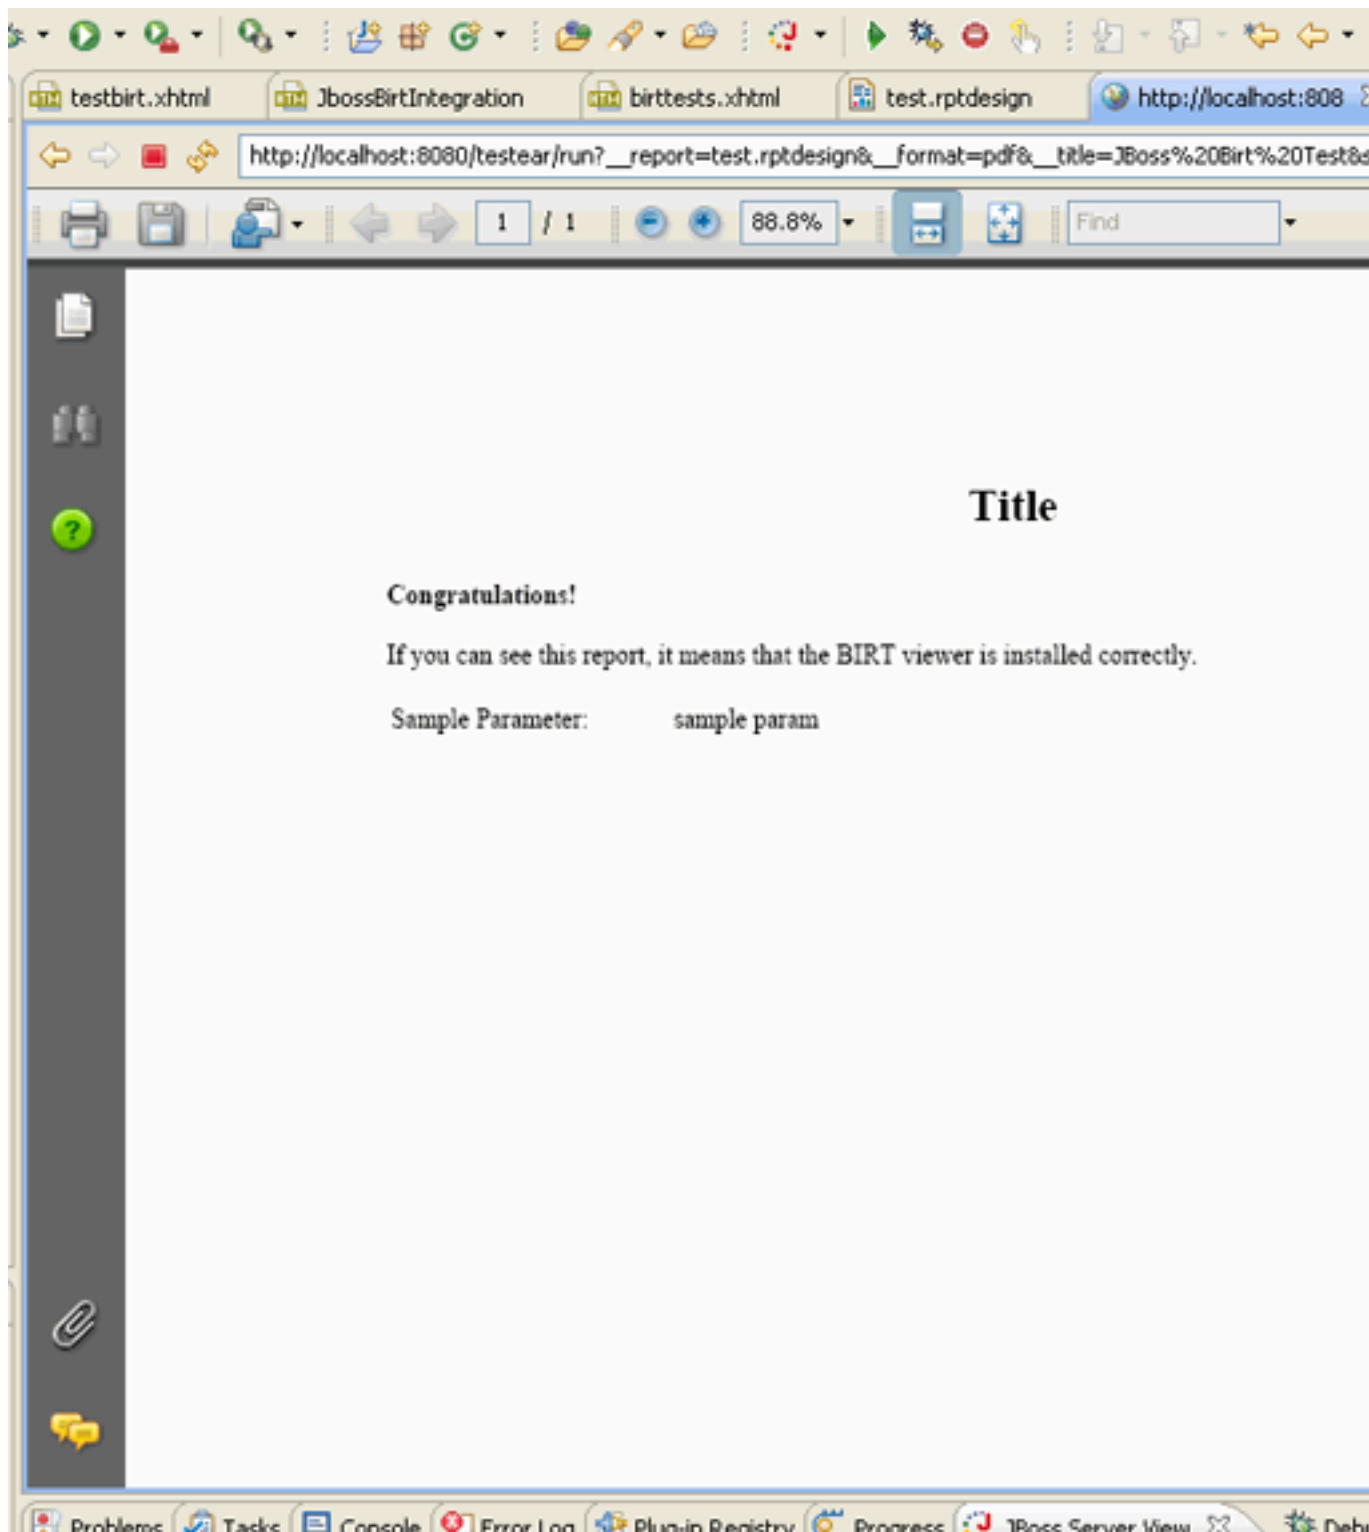 testbirt.xhtml JbossBirtIntegration birttests.xhtml test.rptdesign http://localhost:808
http://localhost:8080/testear/run?__report=test.rptdesign&__format=pdf&__title=JBoss%20Birt%20Test&s
1 / 1 88.8% Find
Title
Congratulations!
If you can see this report, it means that the BIRT viewer is installed correctly.
Sample Parameter: sample param
Problems Tasks Console Error Log Plug-in Registry Progress JBoss Server View Deb